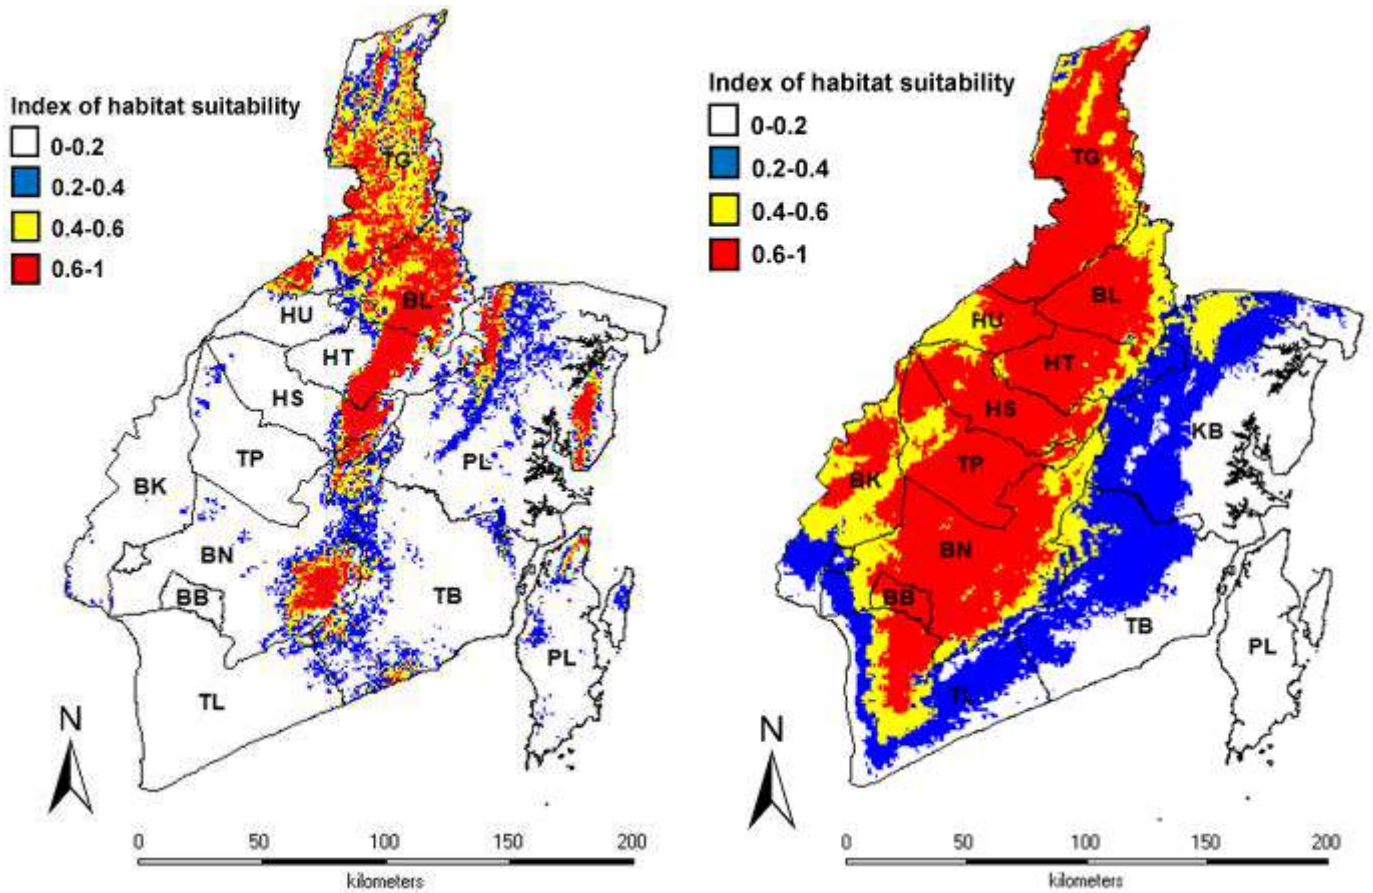 Index of habitat suitability
0-0.2
0.2-0.4
0.4-0.6
0.6-1
TG
BL
HU
HT
HS
TP
PL
BK
BN
BB
TB
PL
TL
N
0 50 100 150 200
kilometers
Index of habitat suitability
0-0.2
0.2-0.4
0.4-0.6
0.6-1
TG
BL
HU
HT
HS
KB
TP
BK
BN
BB
TB
PL
TL
N
0 50 100 150 200
kilometers